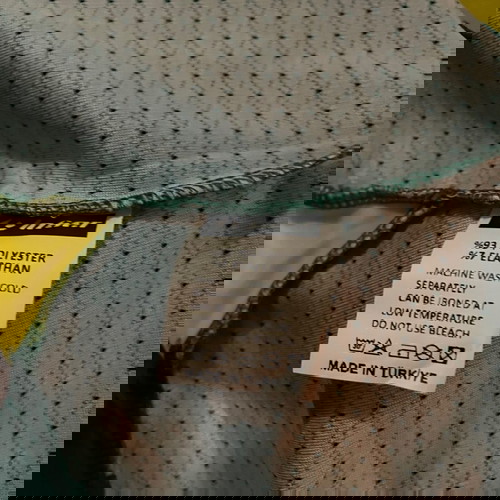 %93
POLYESTER
ELASTHAN
MACHINE WASH
SEPARATELY
CAN BE IRONED AT
LOW TEMPERATURE
DO NOT USE BLEACH
MADE IN TÜRKİYE